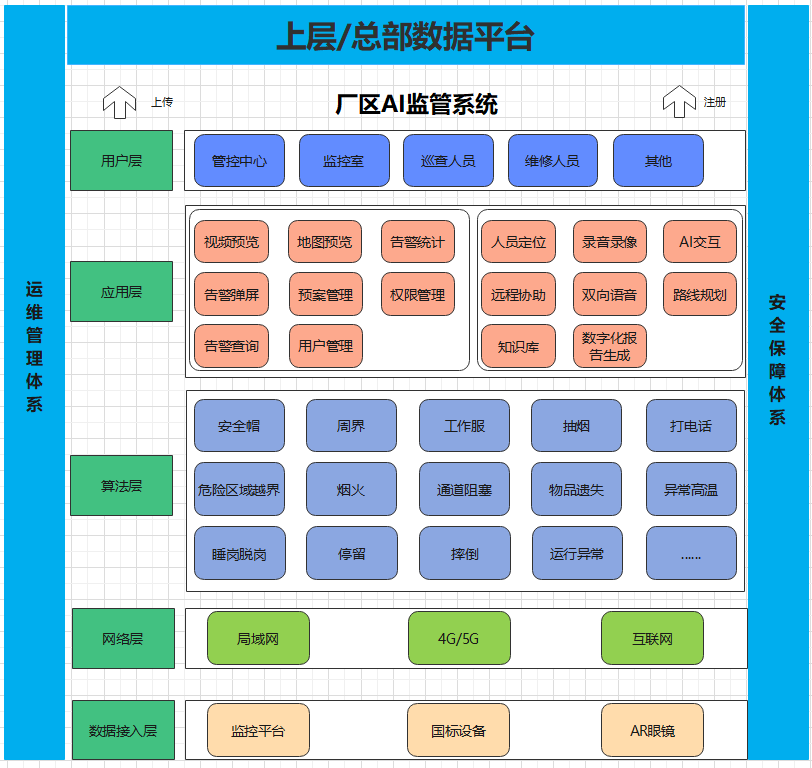 上层/总部数据平台
上传
厂区AI监管系统
注册
运维管理体系
安全保障体系
用户层
管控中心
监控室
巡查人员
维修人员
其他
应用层
视频预览
地图预览
告警统计
告警弹屏
预案管理
权限管理
告警查询
用户管理
人员定位
录音录像
AI交互
远程协助
双向语音
路线规划
知识库
数字化报
告生成
算法层
安全帽
周界
工作服
抽烟
打电话
危险区域越界
烟火
通道阻塞
物品遗失
异常高温
睡岗脱岗
停留
摔倒
运行异常
......
网络层
局域网
4G/5G
互联网
数据接入层
监控平台
国标设备
AR眼镜